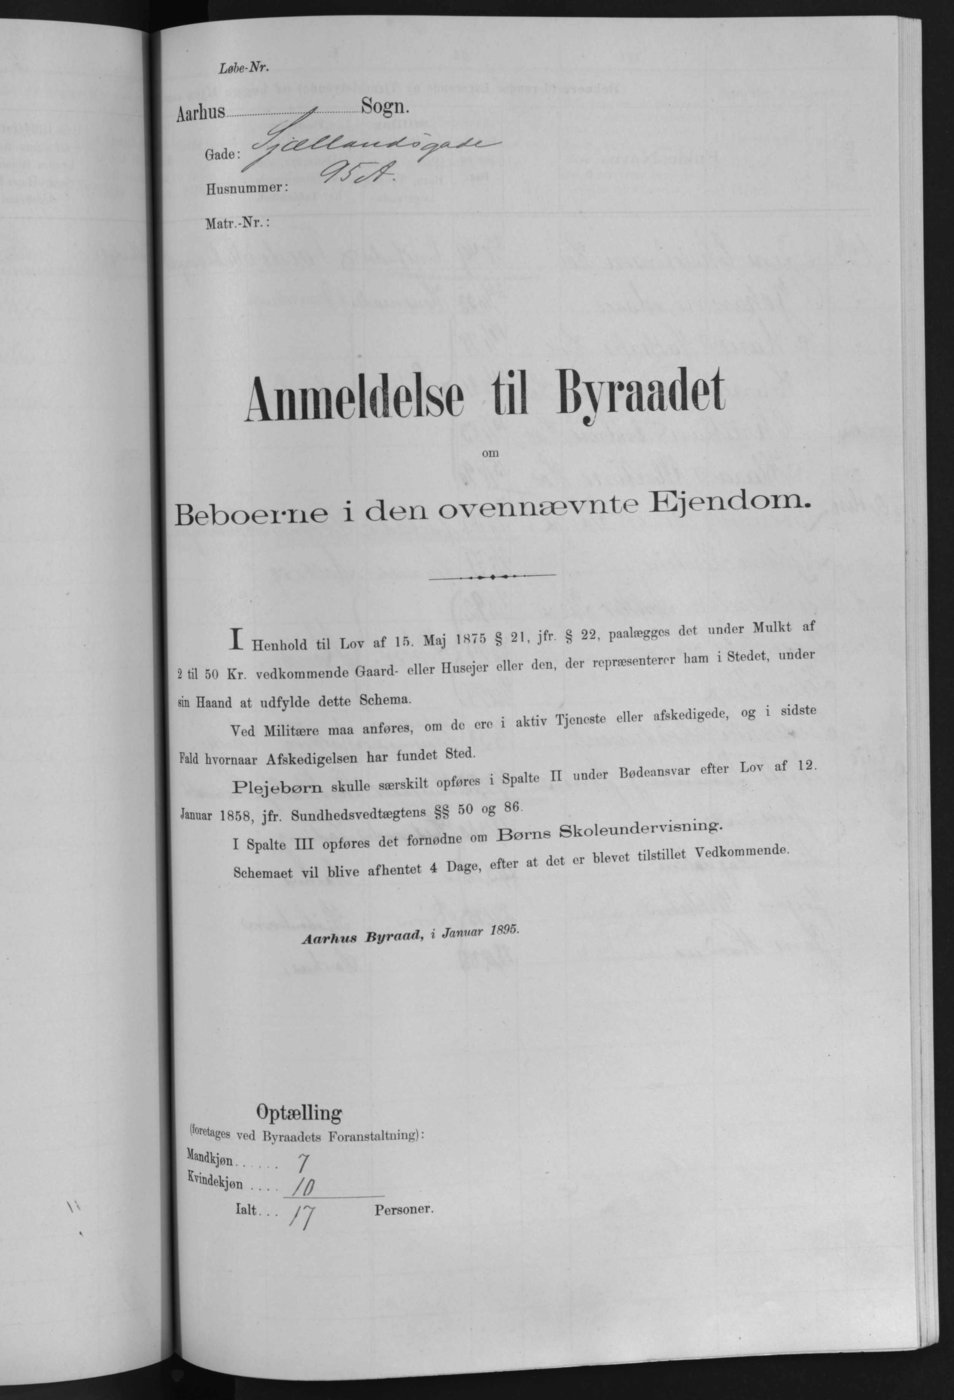 Løbe-Nr.
Aarhus Sogn.
Gade: Sjællandsgade
Husnummer: 95 A.
Matr.-Nr.:
Anmeldelse til Byraadet
om
Beboerne i den ovennævnte Ejendom.
I Henhold til Lov af 15. Maj 1875 § 21, jfr. § 22, paalægges det under Mulkt af
2 til 50 Kr. vedkommende Gaard- eller Husejer eller den, der repræsenterer ham i Stedet, under
sin Haand at udfylde dette Schema.
Ved Militære maa anføres, om de ere i aktiv Tjeneste eller afskedigede, og i sidste
Fald hvornaar Afskedigelsen har fundet Sted.
Plejebørn skulle særskilt opføres i Spalte II under Bødeansvar efter Lov af 12.
Januar 1858, jfr. Sundhedsvedtægtens §§ 50 og 86.
I Spalte III opføres det fornødne om Børns Skoleundervisning.
Schemaet vil blive afhentet 4 Dage, efter at det er blevet tilstillet Vedkommende.
Aarhus Byraad, i Januar 1895.
Optælling
(foretages ved Byraadets Foranstaltning):
Mandkjøn...... 7
Kvindekjøn .... 10
Ialt... 17 Personer.